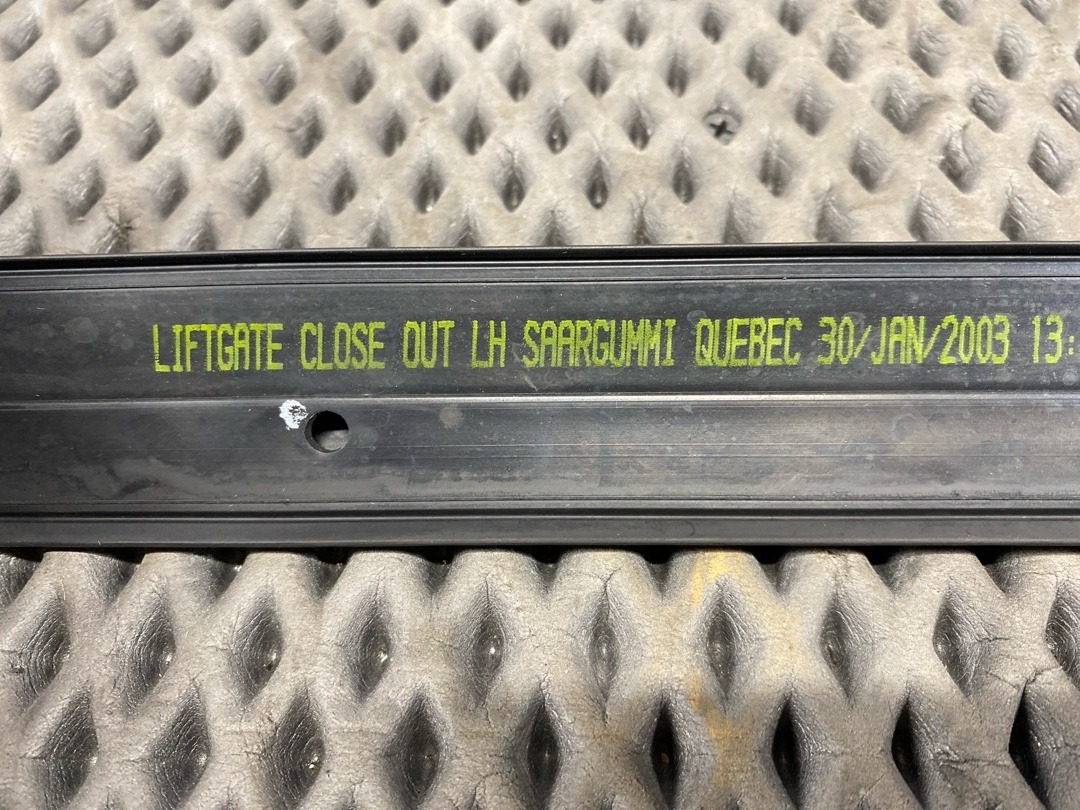 LIFTGATE CLOSE OUT LH SAARGUMMI QUEBEC 30/JAN/2003 13: